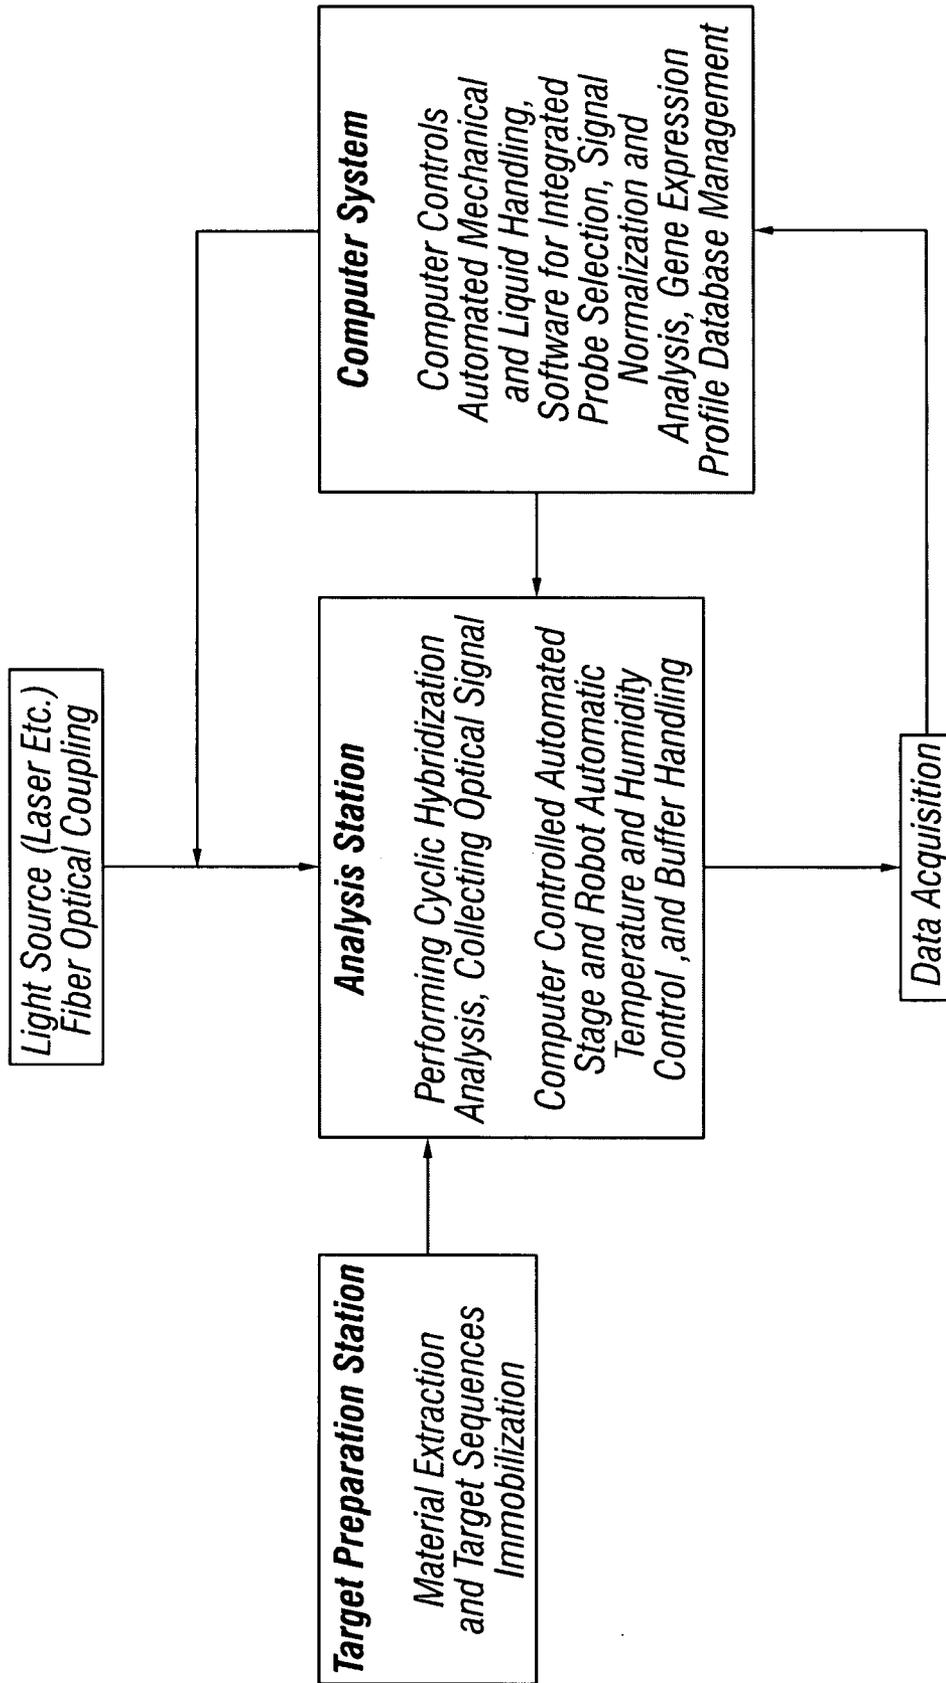 Light Source (Laser Etc.)
Fiber Optical Coupling
Target Preparation Station
Material Extraction
and Target Sequences
Immobilization
Analysis Station
Performing Cyclic Hybridization
Analysis, Collecting Optical Signal
Computer Controlled Automated
Stage and Robot Automatic
Temperature and Humidity
Control ,and Buffer Handling
Computer System
Computer Controls
Automated Mechanical
and Liquid Handling,
Software for Integrated
Probe Selection, Signal
Normalization and
Analysis, Gene Expression
Profile Database Management
Data Acquisition